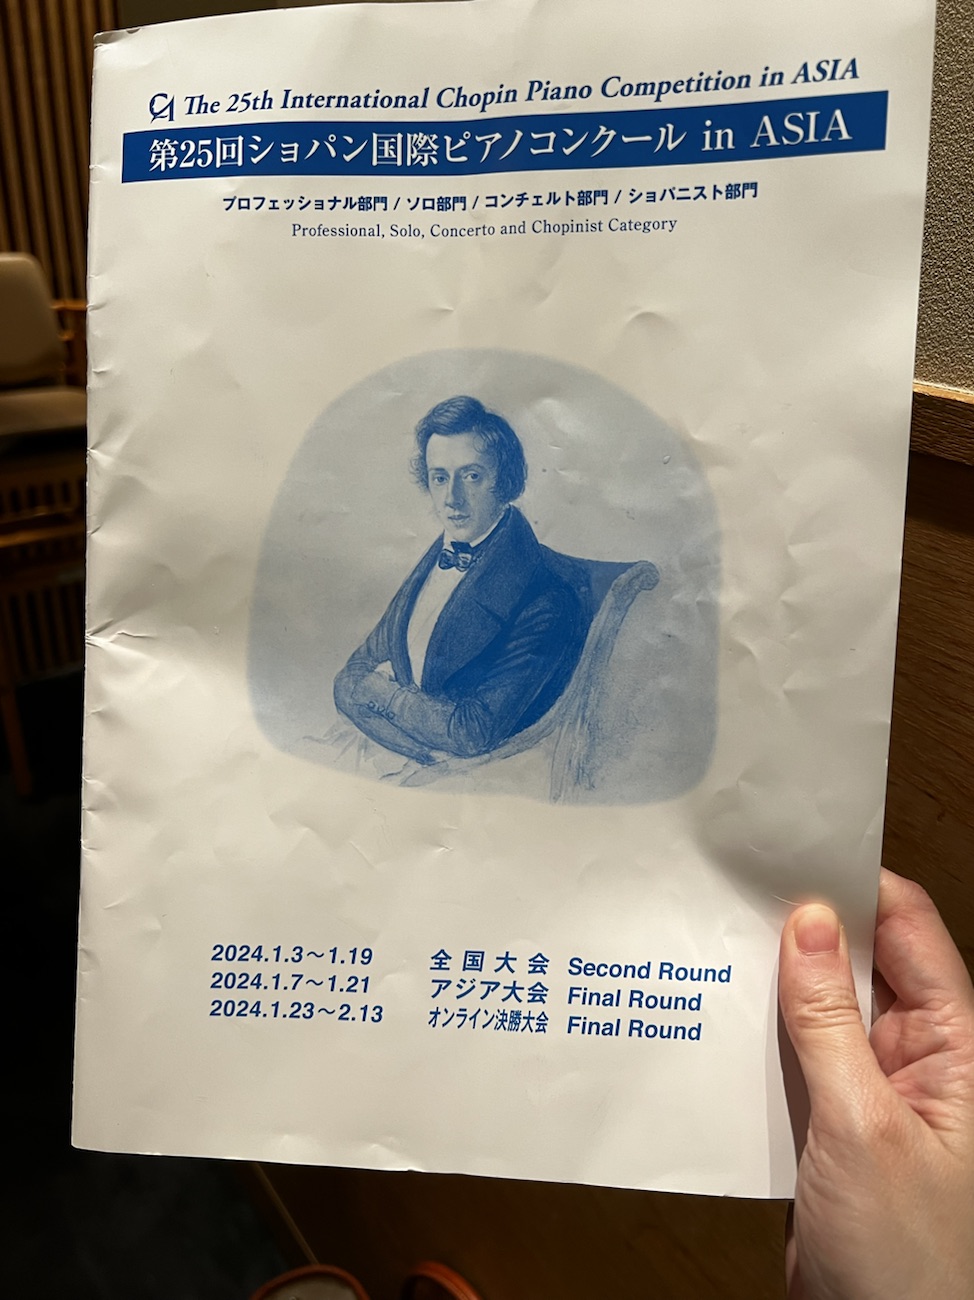 CA The 25th International Chopin Piano Competition in ASIA
第25回ショパン国際ピアノコンクール in ASIA
プロフェッショナル部門 / ソロ部門 / コンチェルト部門 / ショパニスト部門
Professional, Solo, Concerto and Chopinist Category
2024.1.3～1.19 全国大会 Second Round
2024.1.7～1.21 アジア大会 Final Round
2024.1.23～2.13 オンライン決勝大会 Final Round